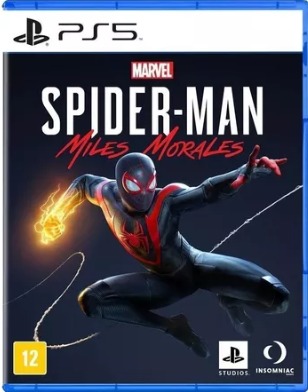 PS5
MARVEL
SPIDER-MAN
MILES MORALES
12
STUDIOS
INSOMNIAC